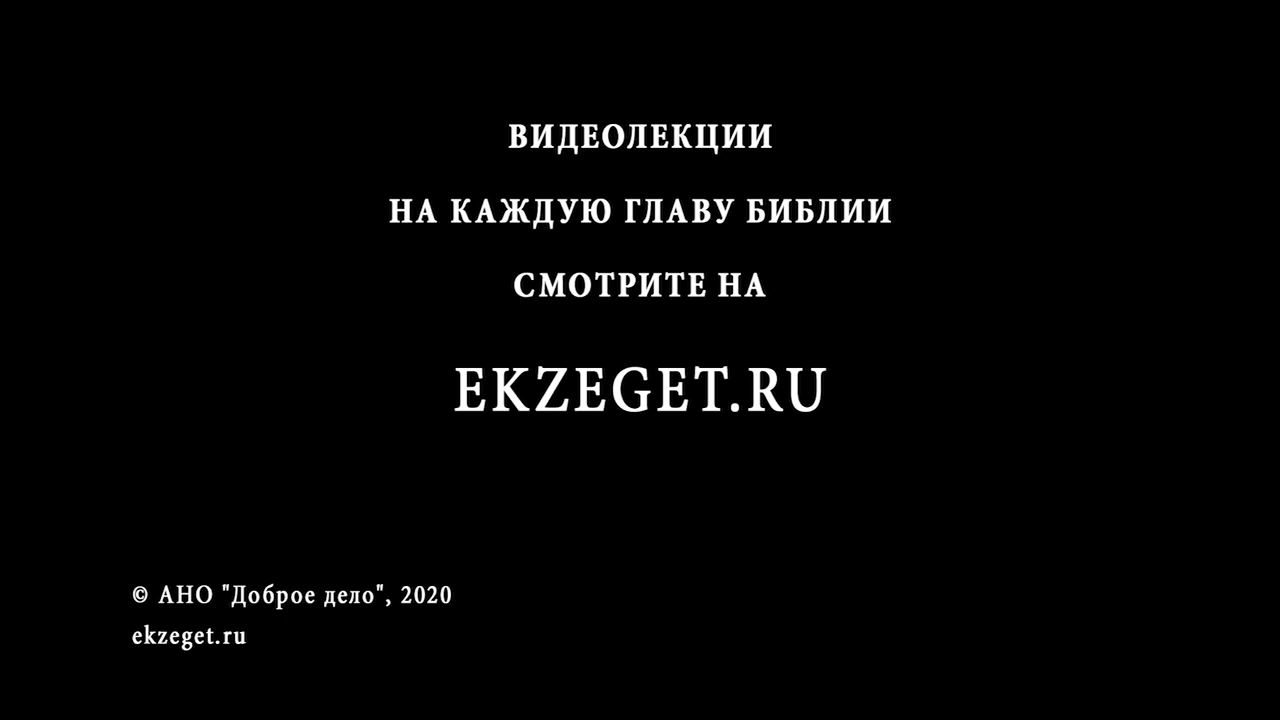 ВИДЕОЛЕКЦИИ
НА КАЖДУЮ ГЛАВУ БИБЛИИ
СМОТРИТЕ НА
EKZEGET.RU
© АНО "Доброе дело", 2020
ekzeget.ru